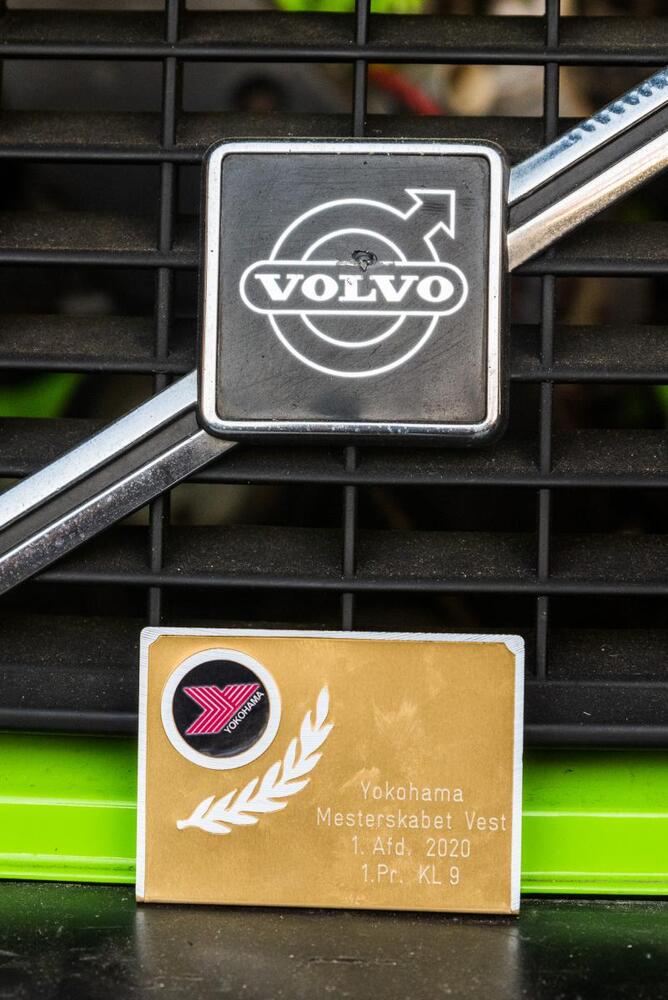 VOLVO
YOKOHAMA
Yokohama
Mesterskabet Vest
1. Afd. 2020
1.Pr. KL 9